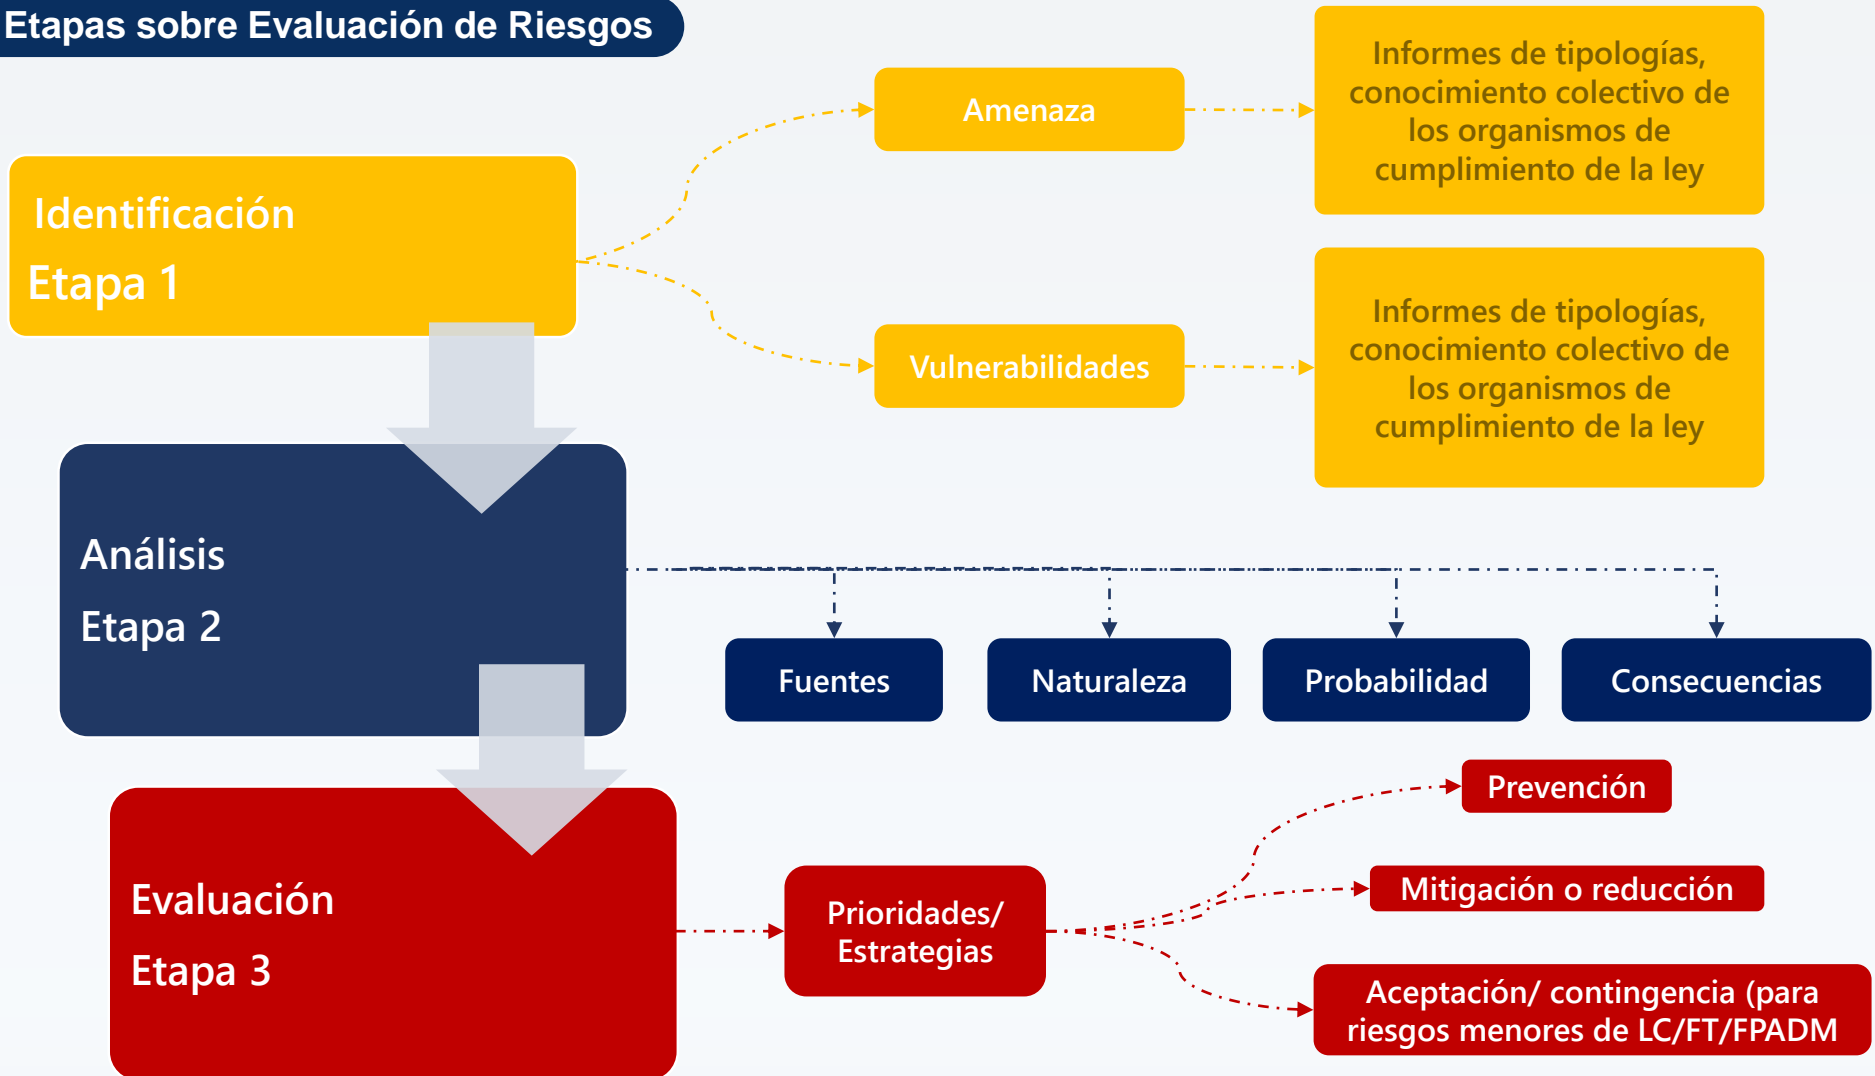 Etapas sobre Evaluación de Riesgos
Identificación
Etapa 1
Amenaza
Informes de tipologías,
conocimiento colectivo de
los organismos de
cumplimiento de la ley
Vulnerabilidades
Informes de tipologías,
conocimiento colectivo de
los organismos de
cumplimiento de la ley
Análisis
Etapa 2
Fuentes
Naturaleza
Probabilidad
Consecuencias
Evaluación
Etapa 3
Prioridades/
Estrategias
Prevención
Mitigación o reducción
Aceptación/ contingencia (para
riesgos menores de LC/FT/FPADM